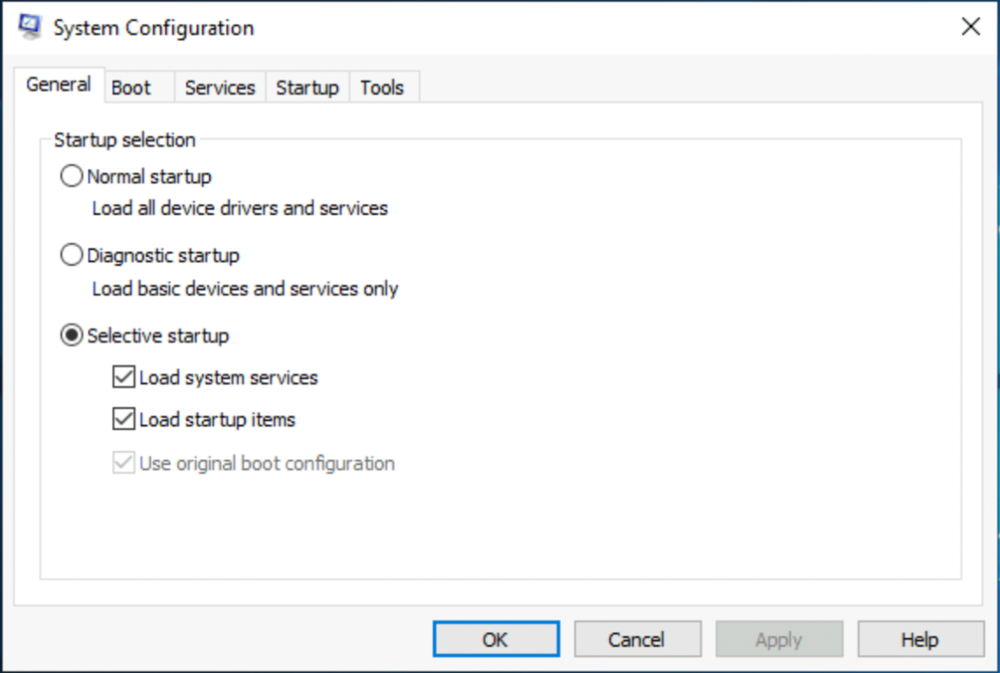 System Configuration
General Boot Services Startup Tools
Startup selection
Normal startup
Load all device drivers and services
Diagnostic startup
Load basic devices and services only
Selective startup
Load system services
Load startup items
Use original boot configuration
OK Cancel Apply Help